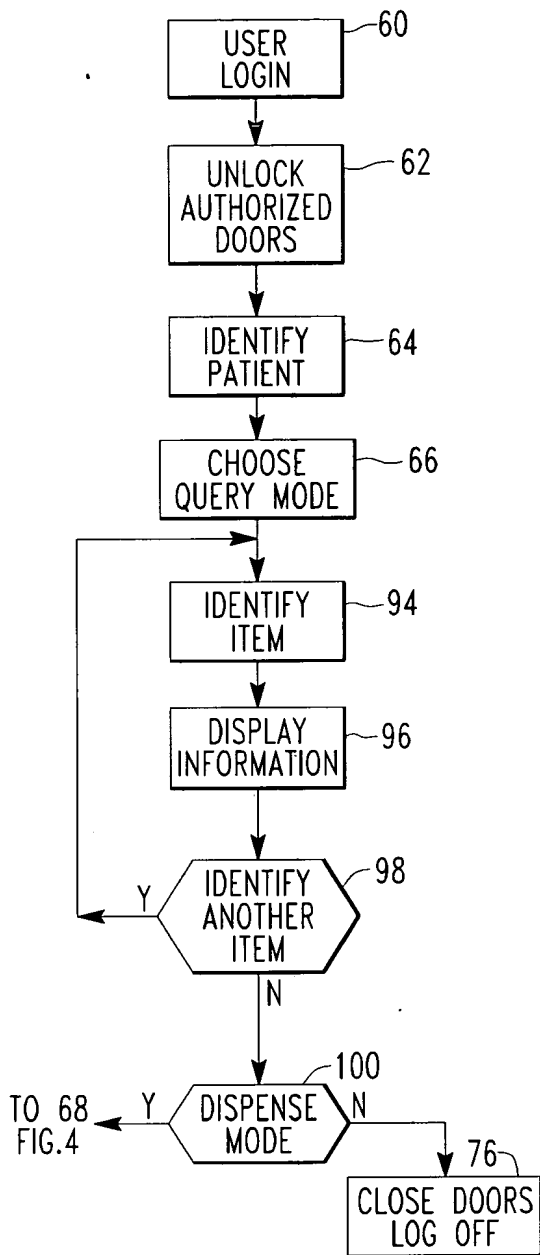 60
USER
LOGIN
62
UNLOCK
AUTHORIZED
DOORS
64
IDENTIFY
PATIENT
66
CHOOSE
QUERY MODE
94
IDENTIFY
ITEM
96
DISPLAY
INFORMATION
98
Y
IDENTIFY
ANOTHER
ITEM
N
100
TO 68
FIG.4
Y
DISPENSE
MODE
N
76
CLOSE DOORS
LOG OFF